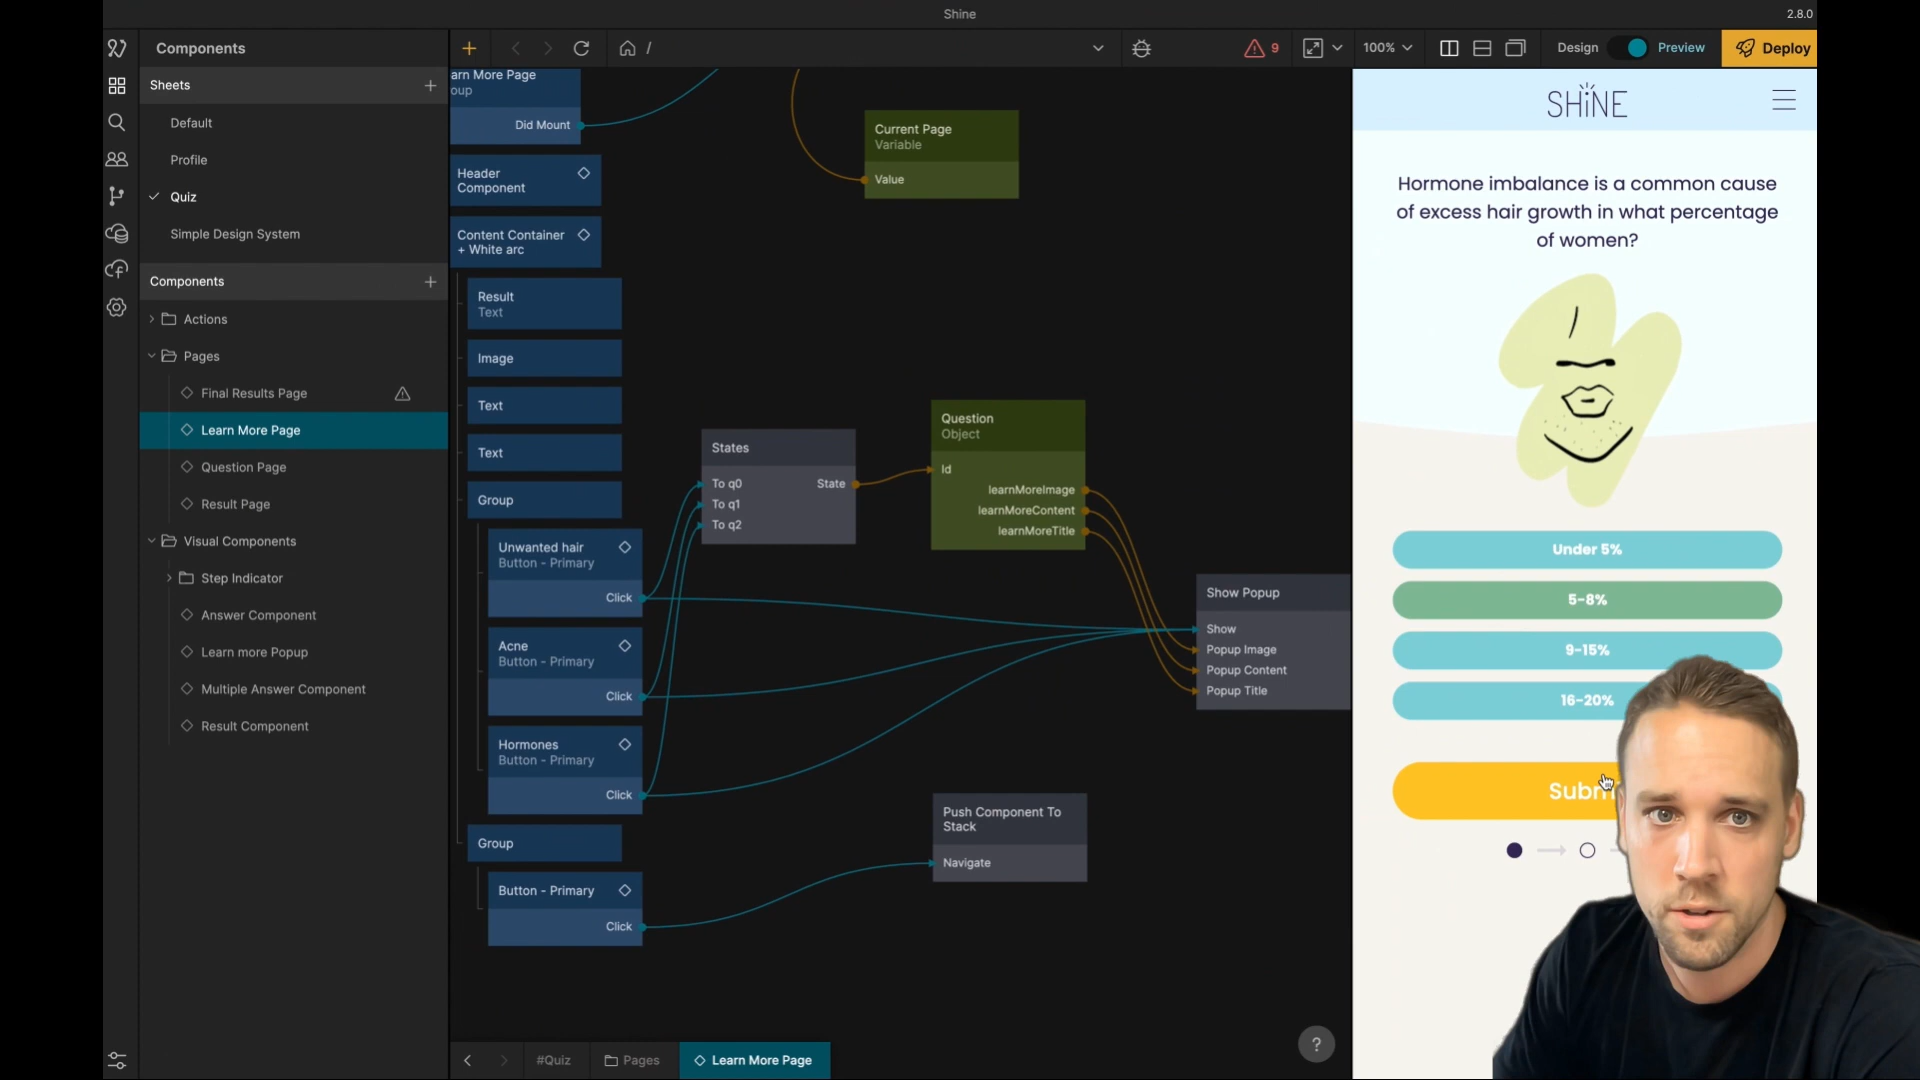 Shine
2.8.0
Components
/
9
100%
Design
Preview
Deploy
Sheets
Default
Profile
Quiz
Simple Design System
Components
Actions
Pages
Final Results Page
Learn More Page
Question Page
Result Page
Visual Components
Step Indicator
Answer Component
Learn more Popup
Multiple Answer Component
Result Component
arn More Page
oup
Did Mount
Header
Component
Content Container
+ White arc
Result
Text
Image
Text
Text
Group
Unwanted hair
Button - Primary
Click
Acne
Button - Primary
Click
Hormones
Button - Primary
Click
Group
Button - Primary
Click
Current Page
Variable
Value
States
To q0
State
To q1
To q2
Question
Object
Id
learnMoreImage
learnMoreContent
learnMoreTitle
Show Popup
Show
Popup Image
Popup Content
Popup Title
Push Component To
Stack
Navigate
?
#Quiz
Pages
Learn More Page
SHiNE
Hormone imbalance is a common cause
of excess hair growth in what percentage
of women?
Under 5%
5-8%
9-15%
16-20%